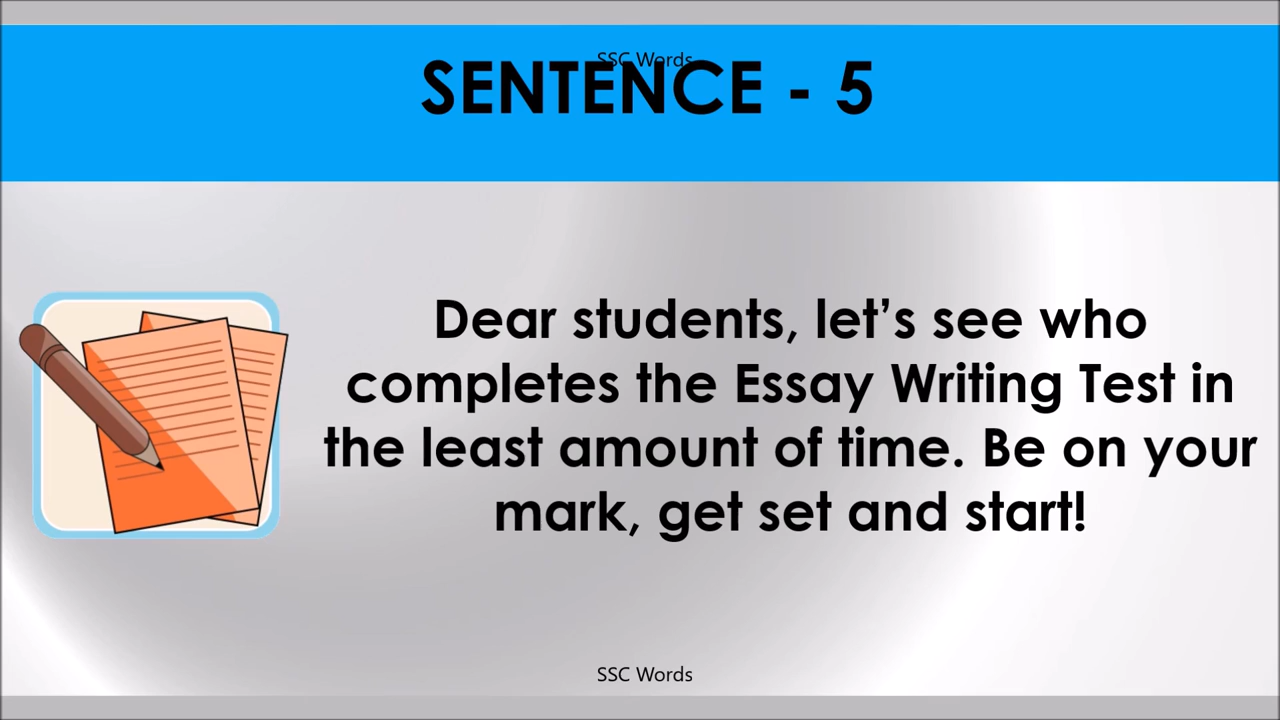 SSC Words
SENTENCE - 5
Dear students, let’s see who
completes the Essay Writing Test in
the least amount of time. Be on your
mark, get set and start!
SSC Words